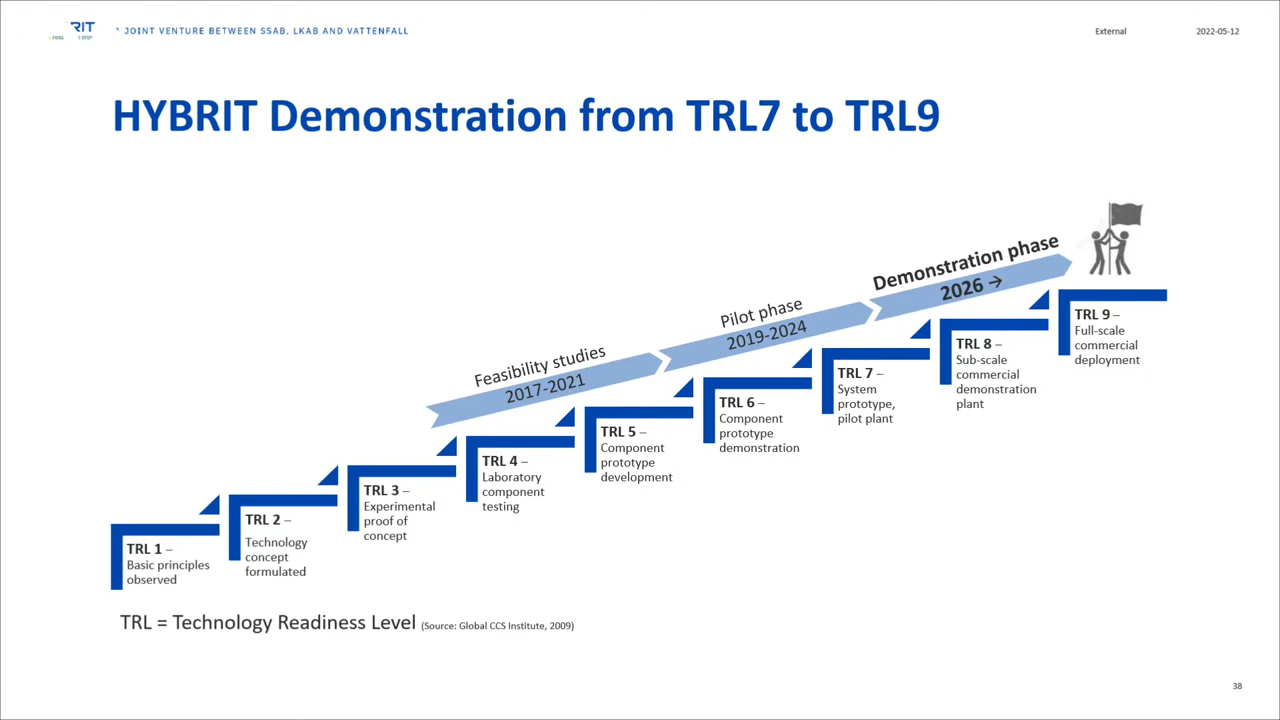 RIT
JOINT VENTURE BETWEEN SSAB, LKAB AND VATTENFALL
External
2022-05-12
HYBRIT Demonstration from TRL7 to TRL9
Demonstration phase
2026 →
Pilot phase
2019-2024
Feasibility studies
2017-2021
TRL 9 –
Full-scale
commercial
deployment
TRL 8 –
Sub-scale
commercial
demonstration
plant
TRL 7 –
System
prototype,
pilot plant
TRL 6 –
Component
prototype
demonstration
TRL 5 –
Component
prototype
development
TRL 4 –
Laboratory
component
testing
TRL 3 –
Experimental
proof of
concept
TRL 2 –
Technology
concept
formulated
TRL 1 –
Basic principles
observed
TRL = Technology Readiness Level (Source: Global CCS Institute, 2009)
38